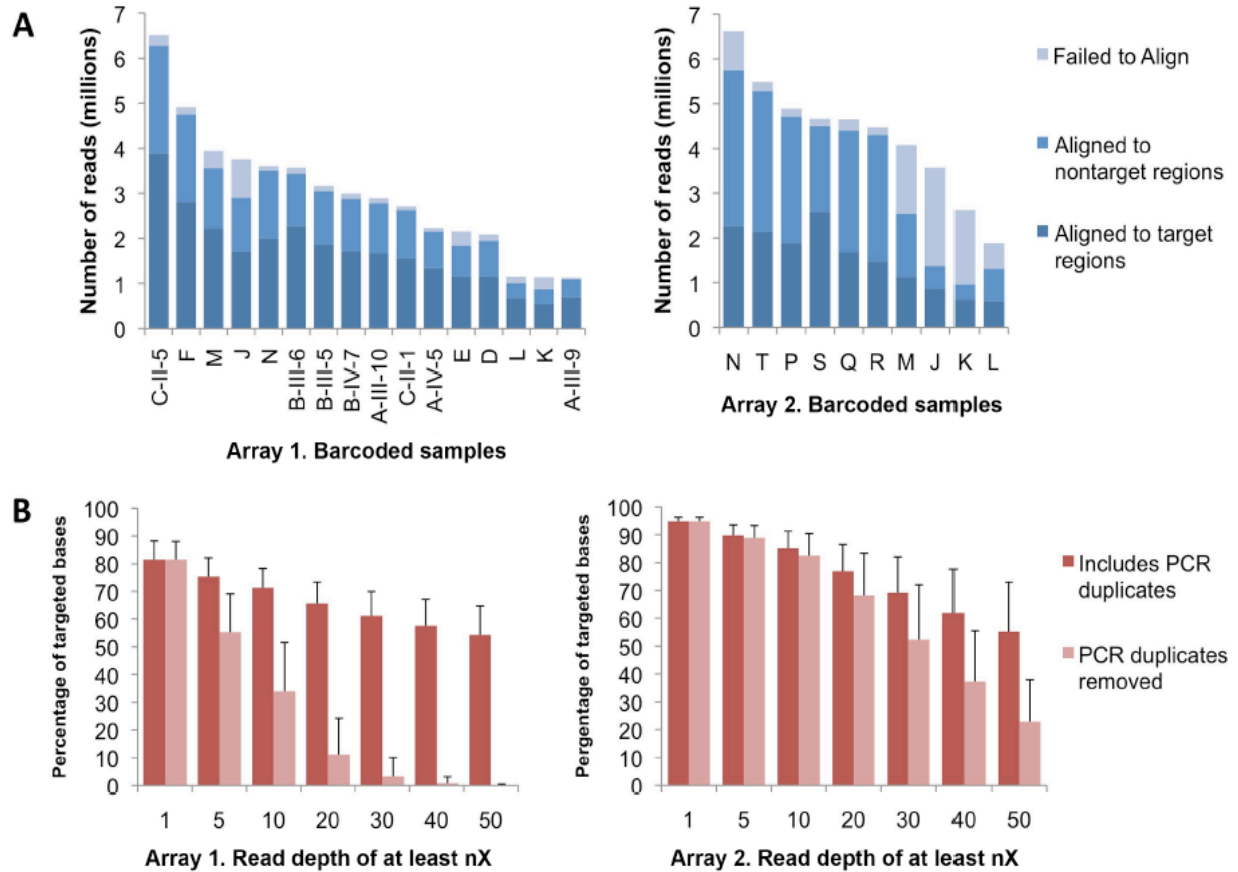 A
Number of reads (millions)
7
6
5
4
3
2
1
0
C-II-5
F
M
J
N
B-III-6
B-III-5
B-IV-7
A-III-10
C-II-1
A-IV-5
E
D
L
K
A-III-9
Array 1. Barcoded samples
Number of reads (millions)
7
6
5
4
3
2
1
0
N T P S Q R M J K L
Array 2. Barcoded samples
Failed to Align
Aligned to
nontarget regions
Aligned to target
regions
B
Percentage of targeted bases
100
90
80
70
60
50
40
30
20
10
0
1 5 10 20 30 40 50
Array 1. Read depth of at least nX
Pergentage of targeted bases
100
90
80
70
60
50
40
30
20
10
0
1 5 10 20 30 40 50
Array 2. Read depth of at least nX
Includes PCR
duplicates
PCR duplicates
removed